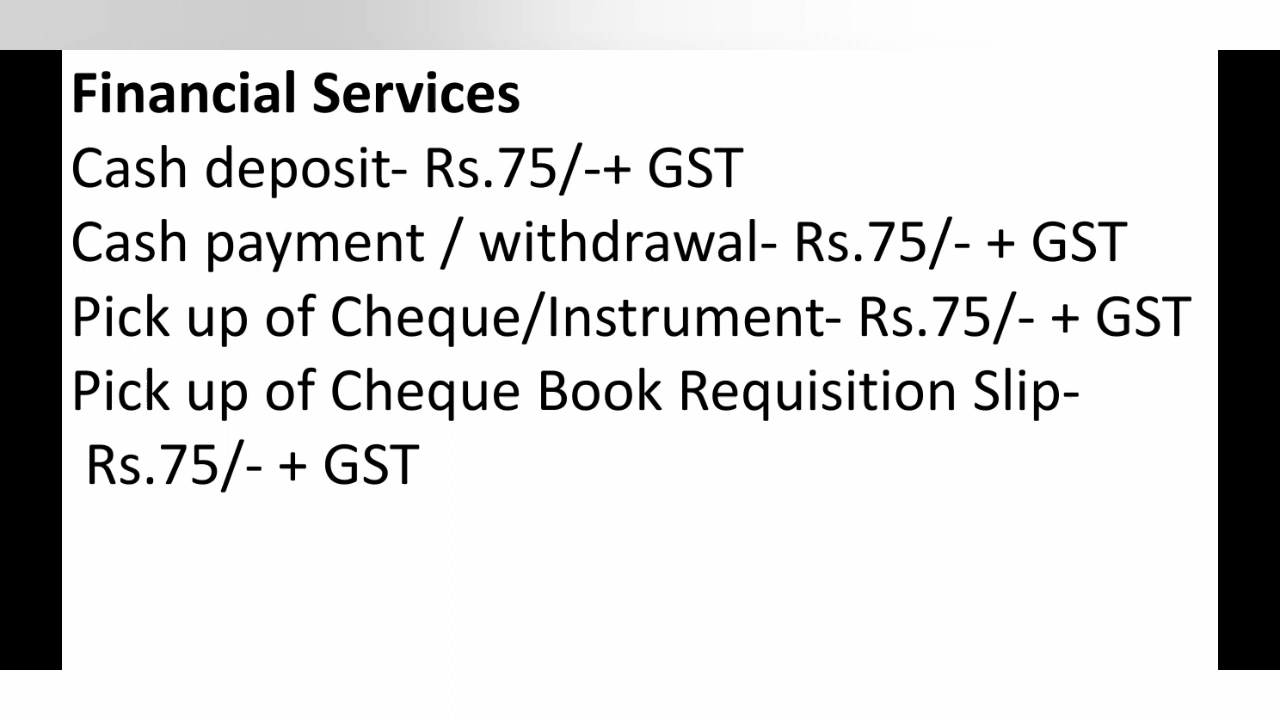 Financial Services
Cash deposit- Rs.75/-+ GST
Cash payment / withdrawal- Rs.75/- + GST
Pick up of Cheque/Instrument- Rs.75/- + GST
Pick up of Cheque Book Requisition Slip-
Rs.75/- + GST